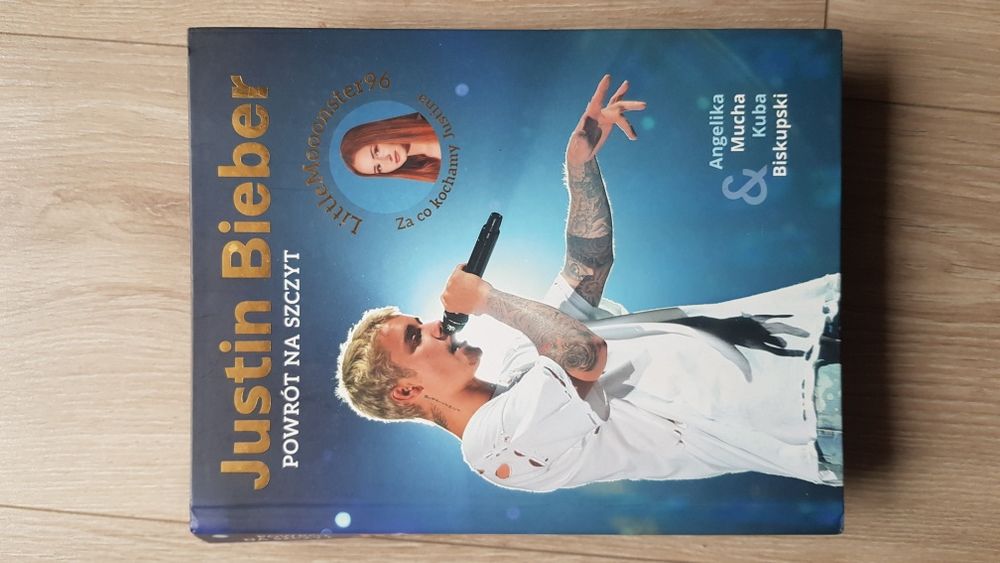 Justin Bieber
POWRÓT NA SZCZYT
LittleMooonster96
Za co kochamy Justina
Angelika
Mucha
& Kuba
Biskupski